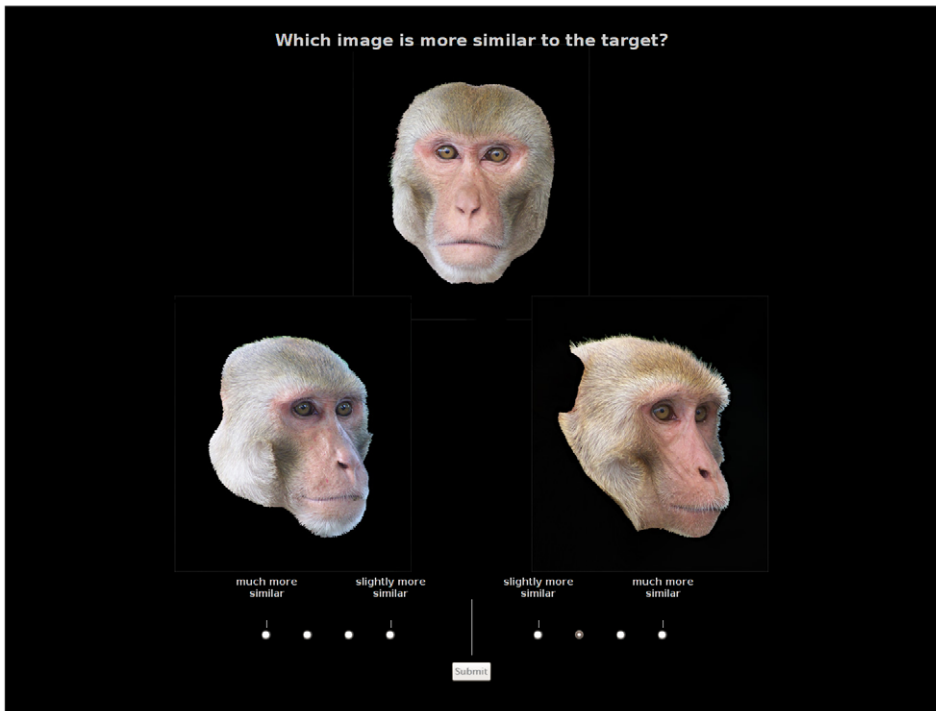 Which image is more similar to the target?
much more
similar
slightly more
similar
slightly more
similar
much more
similar
Submit